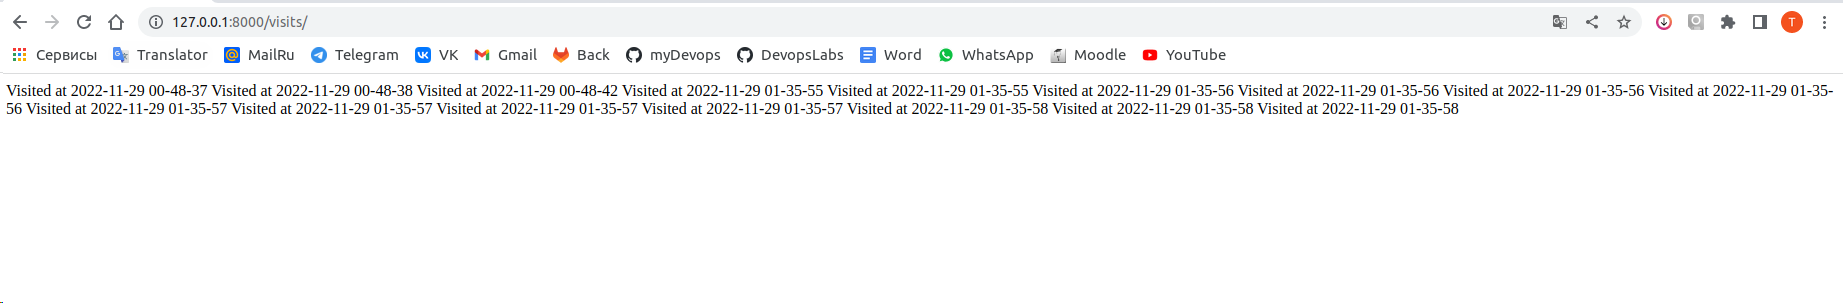 127.0.0.1:8000/visits/
T
Сервисы Translator MailRu Telegram VK Gmail Back myDevops DevopsLabs Word WhatsApp Moodle YouTube
Visited at 2022-11-29 00-48-37 Visited at 2022-11-29 00-48-38 Visited at 2022-11-29 00-48-42 Visited at 2022-11-29 01-35-55 Visited at 2022-11-29 01-35-55 Visited at 2022-11-29 01-35-56 Visited at 2022-11-29 01-35-56 Visited at 2022-11-29 01-35-56 Visited at 2022-11-29 01-35-
56 Visited at 2022-11-29 01-35-57 Visited at 2022-11-29 01-35-57 Visited at 2022-11-29 01-35-57 Visited at 2022-11-29 01-35-57 Visited at 2022-11-29 01-35-58 Visited at 2022-11-29 01-35-58 Visited at 2022-11-29 01-35-58